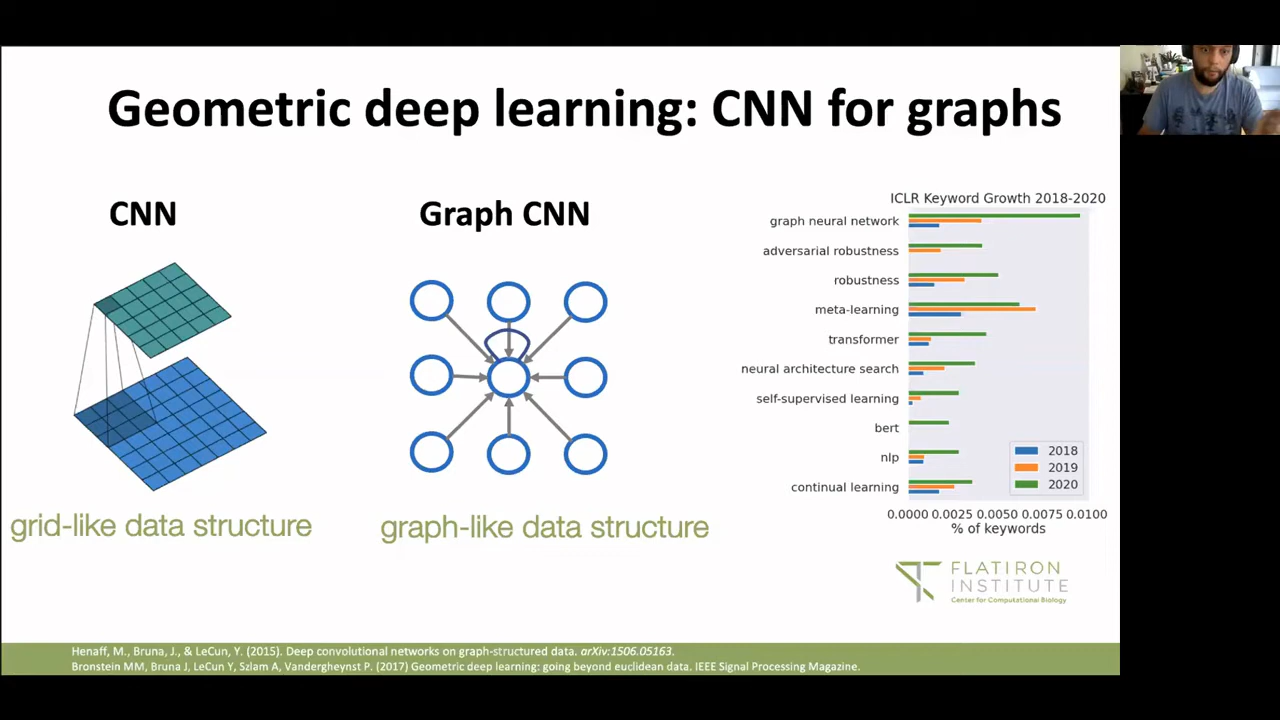 Geometric deep learning: CNN for graphs
CNN
Graph CNN
grid-like data structure
graph-like data structure
ICLR Keyword Growth 2018-2020
graph neural network
adversarial robustness
robustness
meta-learning
transformer
neural architecture search
self-supervised learning
bert
nlp
continual learning
2018
2019
2020
0.0000 0.0025 0.0050 0.0075 0.0100
% of keywords
FLATIRON
INSTITUTE
Center for Computational Biology
Henaff, M., Bruna, J., & LeCun, Y. (2015). Deep convolutional networks on graph-structured data. arXiv:1506.05163.
Bronstein MM, Bruna J, LeCun Y, Szlam A, Vandergheynst P. (2017) Geometric deep learning: going beyond euclidean data. IEEE Signal Processing Magazine.